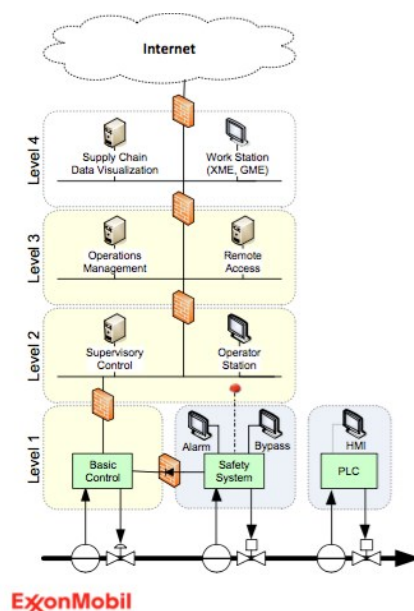 Internet
Level 4
Supply Chain
Data Visualization
Work Station
(XME, GME)
Level 3
Operations
Management
Remote
Access
Level 2
Supervisory
Control
Operator
Station
Level 1
Alarm
Bypass
HMI
Basic
Control
Safety
System
PLC
ExxonMobil